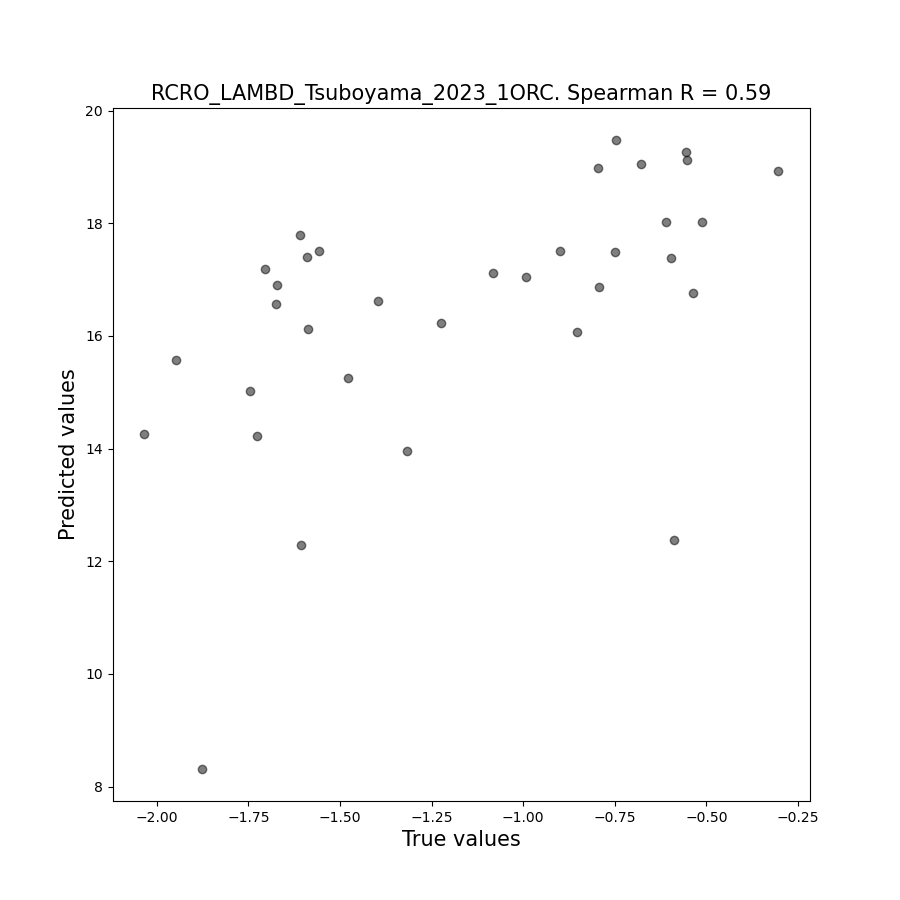 RCRO_LAMBD_Tsuboyama_2023_1ORC. Spearman R = 0.59
20
18
16
14
12
10
8
Predicted values
−2.00 −1.75 −1.50 −1.25 −1.00 −0.75 −0.50 −0.25
True values